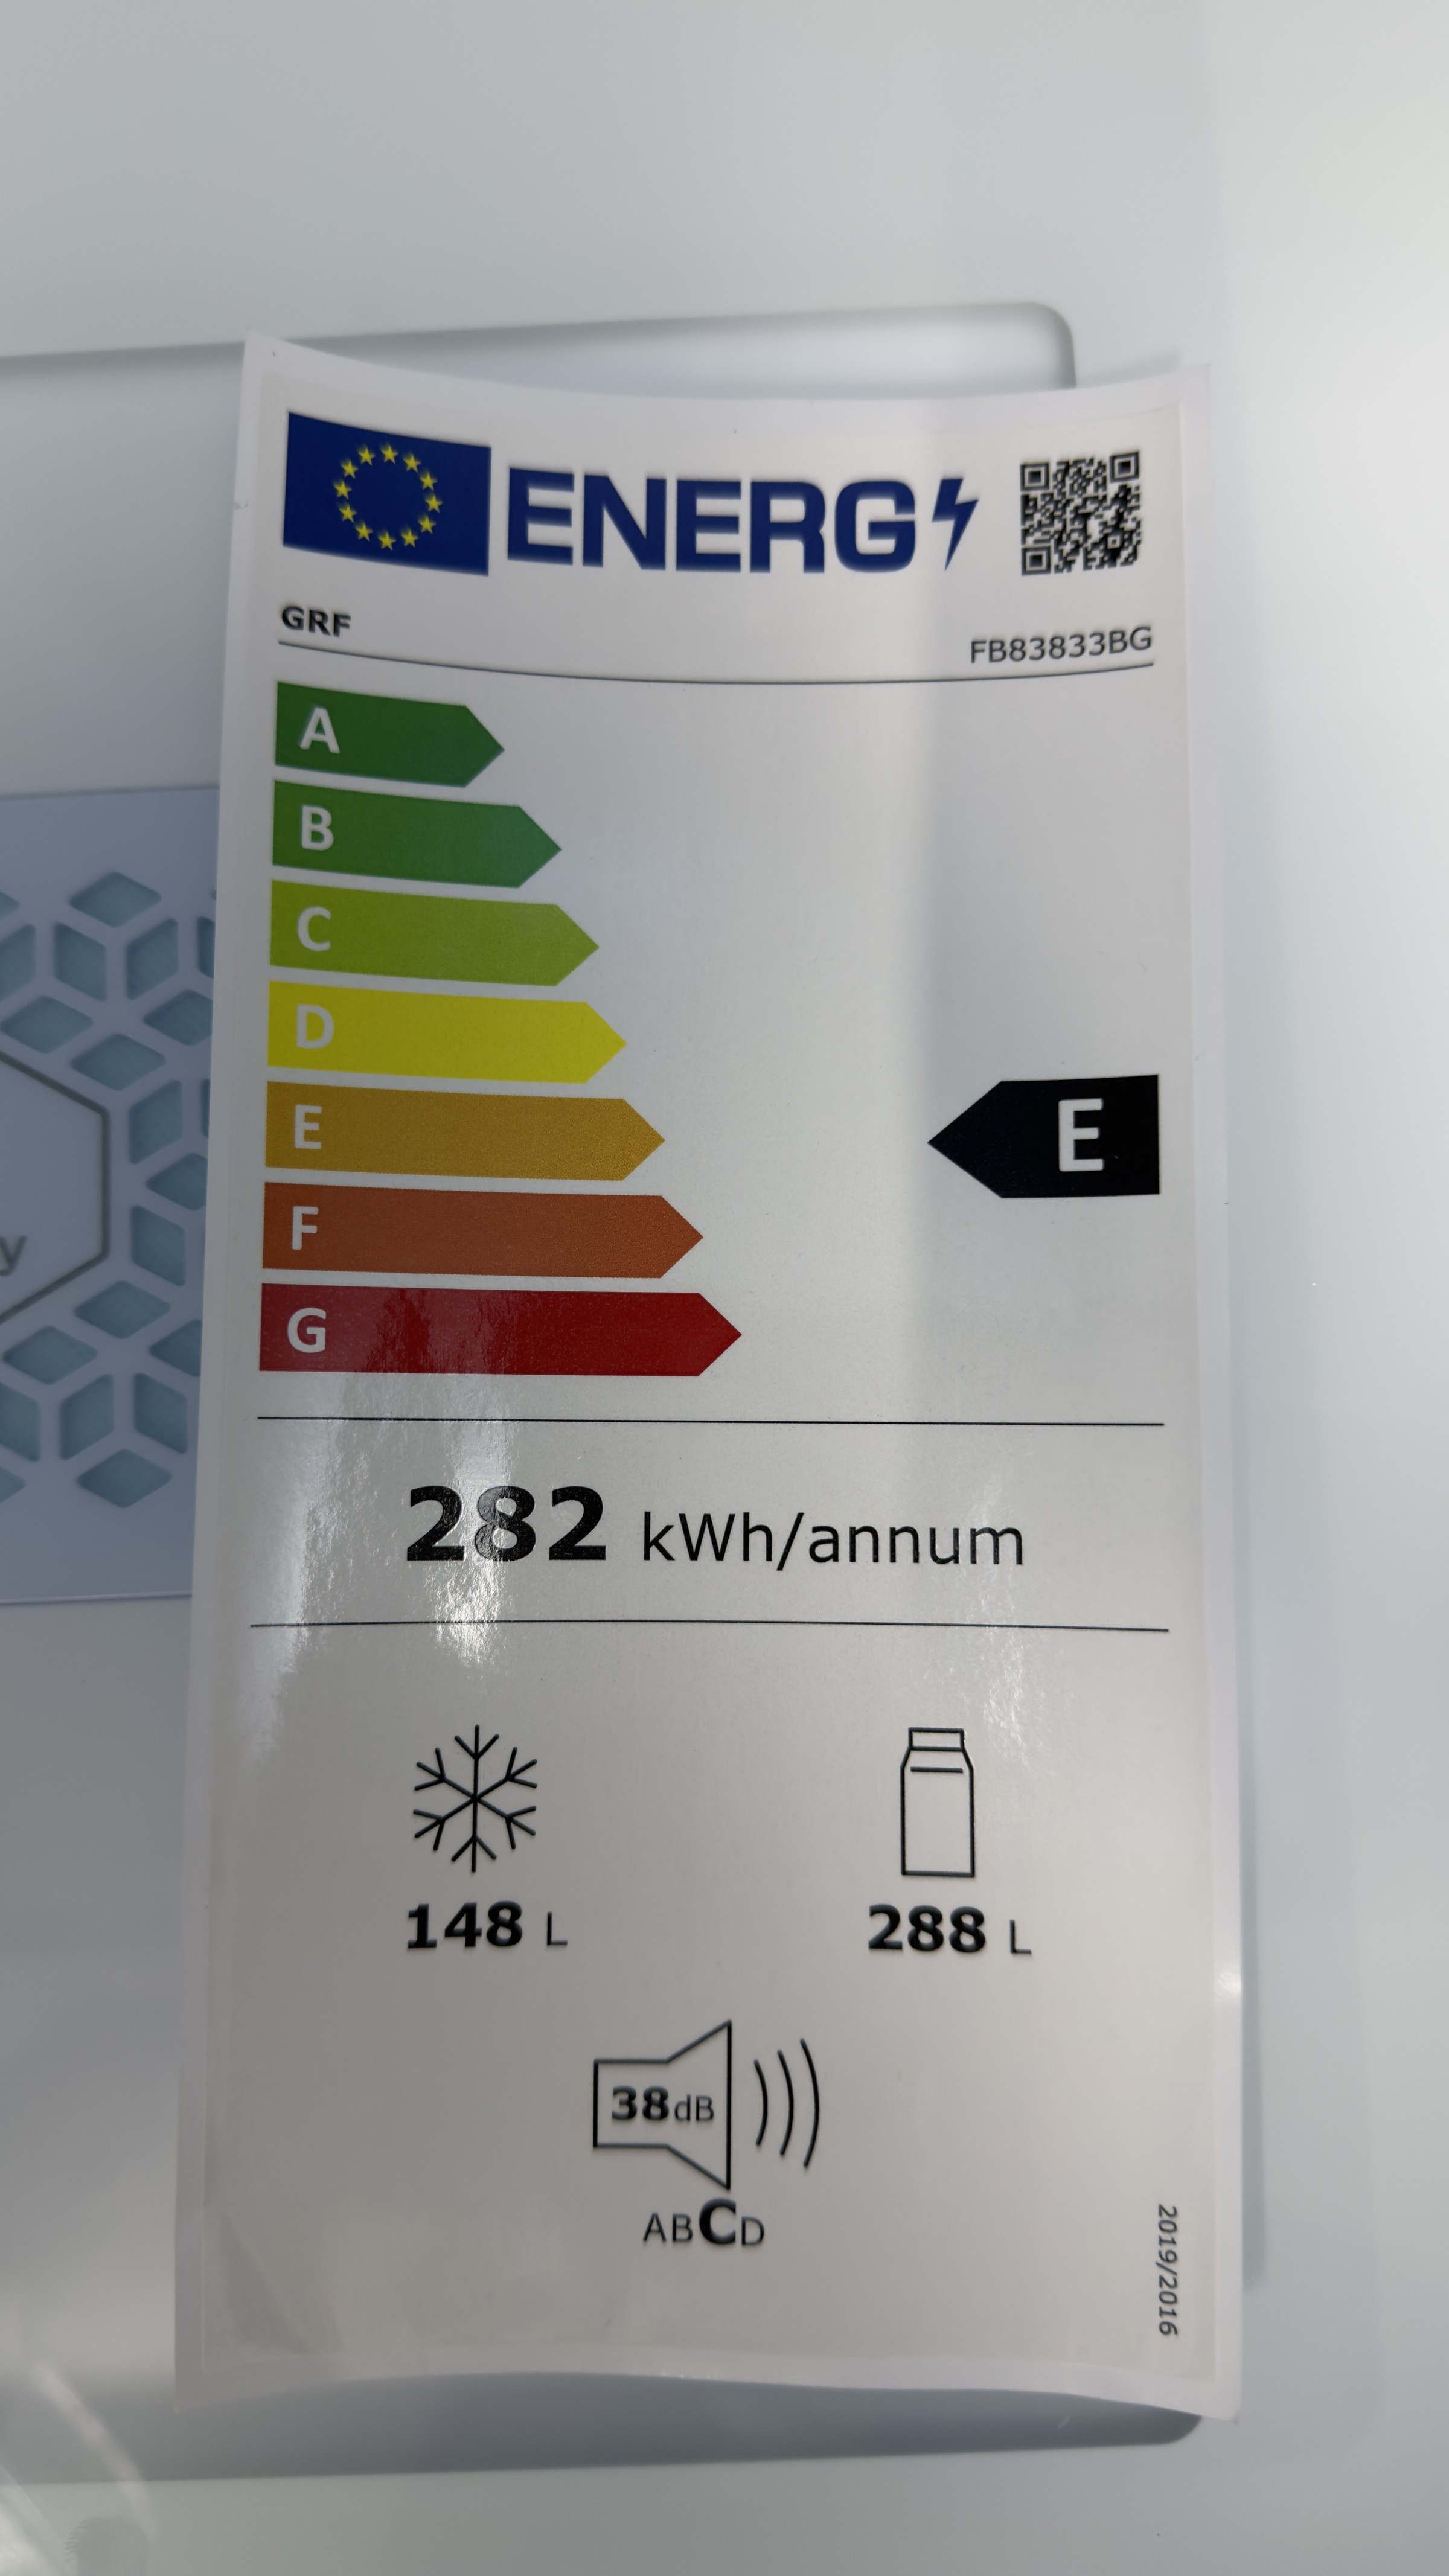 ENERG
GRF
FB83833BG
A
B
C
D
E
E
F
G
282 kWh/annum
148 L
288 L
38dB
ABCD
2019/2016
y